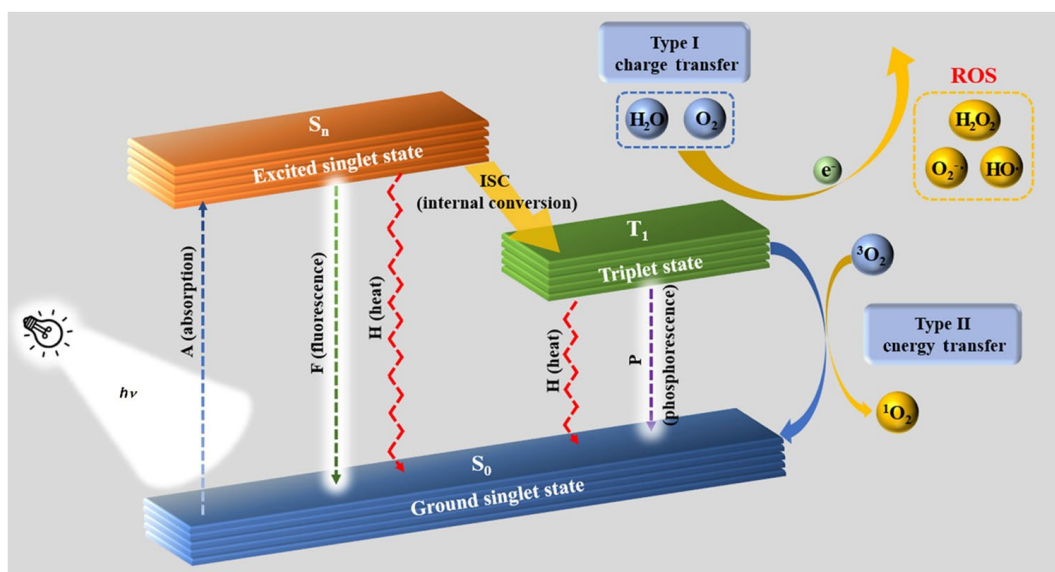 Type I
charge transfer
H₂O
O₂
ROS
H₂O₂
O₂⁻·
HO·
e⁻
Sₙ
Excited singlet state
ISC
(internal conversion)
T₁
Triplet state
³O₂
Type II
cnergy transfer
¹O₂
A (absorption)
F (fluorescence)
H (heat)
H (heat)
P
(phosphorescence)
hν
S₀
Ground singlet state